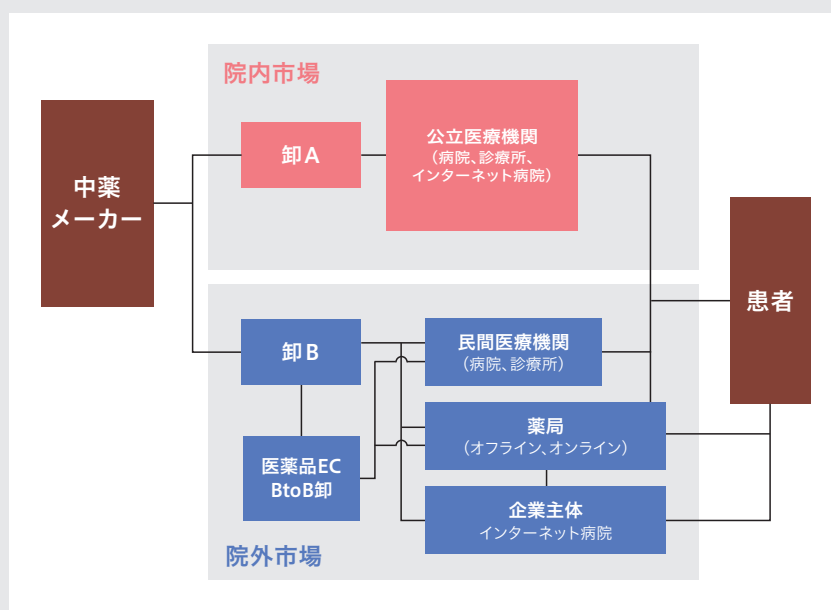 院内市場
中薬
メーカー
卸A
公立医療機関
（病院、診療所、
インターネット病院）
患者
卸B
民間医療機関
（病院、診療所）
薬局
（オフライン、オンライン）
医薬品EC
BtoB卸
企業主体
インターネット病院
院外市場